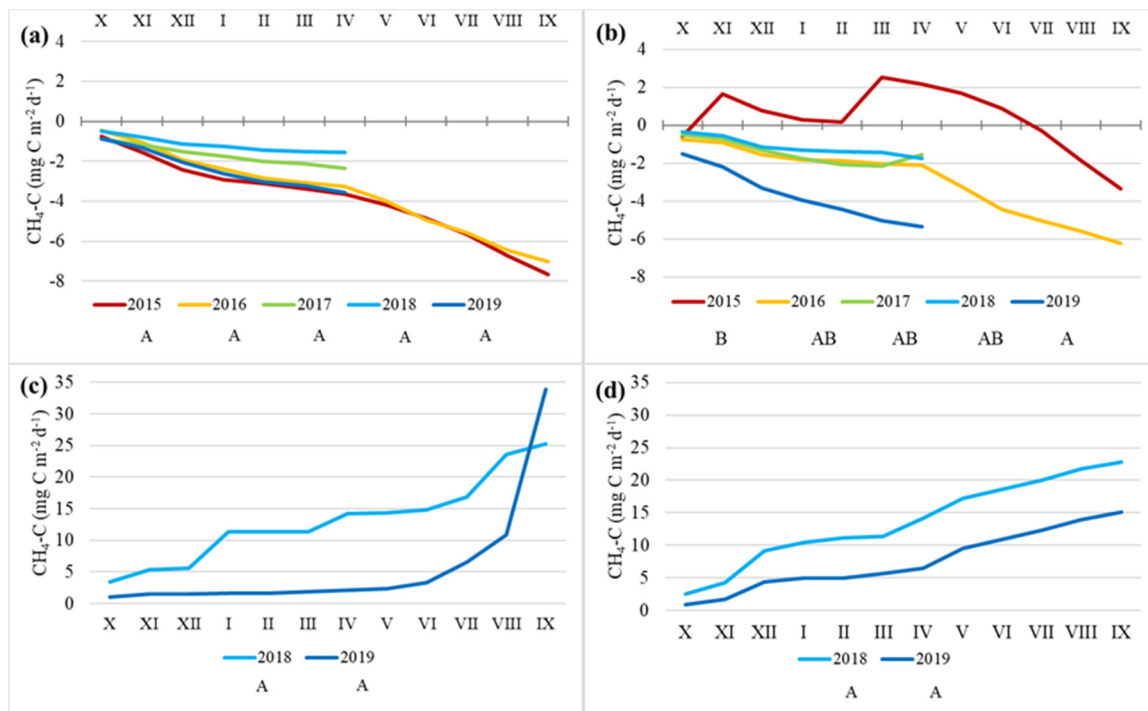 (a)
X XI XII I II III IV V VI VII VIII IX
CH₄-C (mg C m⁻² d⁻¹)
4
2
0
-2
-4
-6
-8
2015 2016 2017 2018 2019
A A A A A
(b)
X XI XII I II III IV V VI VII VIII IX
CH₄-C (mg C m⁻² d⁻¹)
4
2
0
-2
-4
-6
-8
2015 2016 2017 2018 2019
B AB AB AB A
(c)
CH₄-C (mg C m⁻² d⁻¹)
35
30
25
20
15
10
5
0
X XI XII I II III IV V VI VII VIII IX
2018 2019
A A
(d)
CH₄-C (mg C m⁻² d⁻¹)
35
30
25
20
15
10
5
0
X XI XII I II III IV V VI VII VIII IX
2018 2019
A A